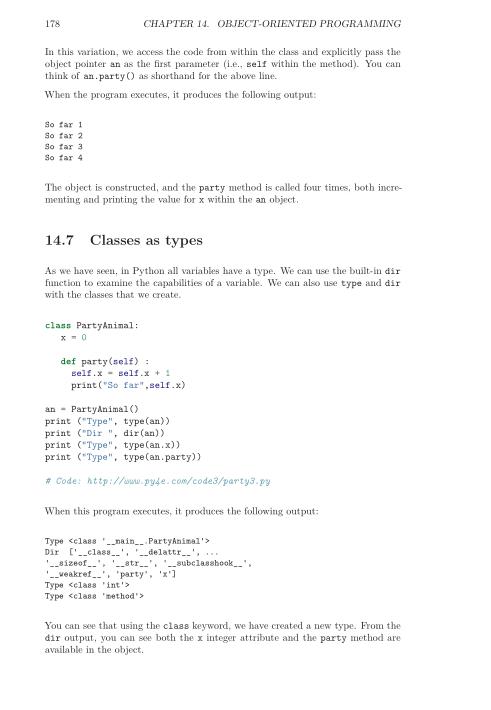 178 CHAPTER 14. OBJECT-ORIENTED PROGRAMMING
In this variation, we access the code from within the class and explicitly pass the
object pointer an as the first parameter (i.e., self within the method). You can
think of an.party() as shorthand for the above line.
When the program executes, it produces the following output:
So far 1
So far 2
So far 3
So far 4
The object is constructed, and the party method is called four times, both incre-
menting and printing the value for x within the an object.
14.7 Classes as types
As we have seen, in Python all variables have a type. We can use the built-in dir
function to examine the capabilities of a variable. We can also use type and dir
with the classes that we create.
class PartyAnimal:
   x = 0
   def party(self) :
     self.x = self.x + 1
     print("So far",self.x)
an = PartyAnimal()
print ("Type", type(an))
print ("Dir ", dir(an))
print ("Type", type(an.x))
print ("Type", type(an.party))
# Code: http://www.py4e.com/code3/party3.py
When this program executes, it produces the following output:
Type <class '__main__.PartyAnimal'>
Dir  ['__class__', '__delattr__', ...
'__sizeof__', '__str__', '__subclasshook__',
'__weakref__', 'party', 'x']
Type <class 'int'>
Type <class 'method'>
You can see that using the class keyword, we have created a new type. From the
dir output, you can see both the x integer attribute and the party method are
available in the object.